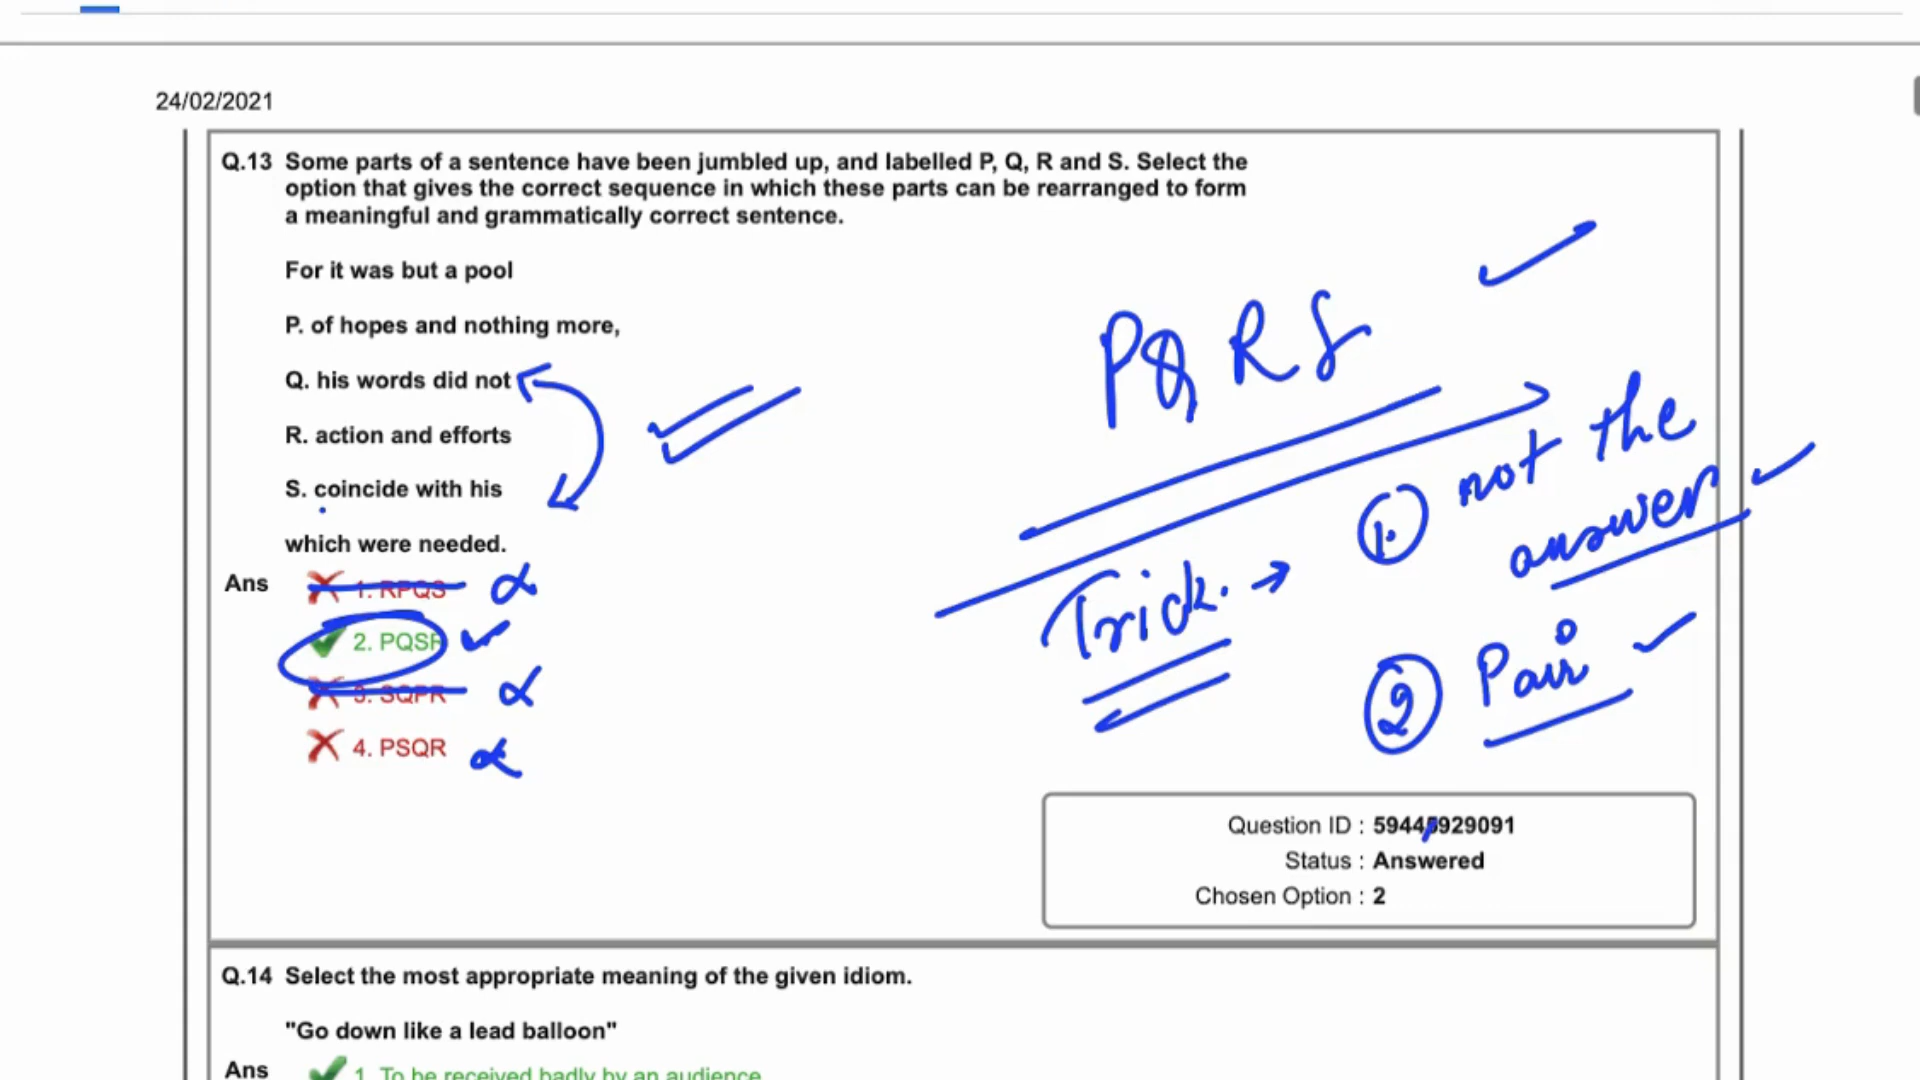 24/02/2021
Q.13 Some parts of a sentence have been jumbled up, and labelled P, Q, R and S. Select the
option that gives the correct sequence in which these parts can be rearranged to form
a meaningful and grammatically correct sentence.
For it was but a pool
P. of hopes and nothing more,
Q. his words did not
R. action and efforts
S. coincide with his
which were needed.
Ans
1. RPQS
2. PQSR
3. SQPR
4. PSQR
PQRS
Trick. →
1. not the
answer
2 Pair
Question ID : 59445929091
Status : Answered
Chosen Option : 2
Q.14 Select the most appropriate meaning of the given idiom.
"Go down like a lead balloon"
Ans
1. To be received badly by an audience